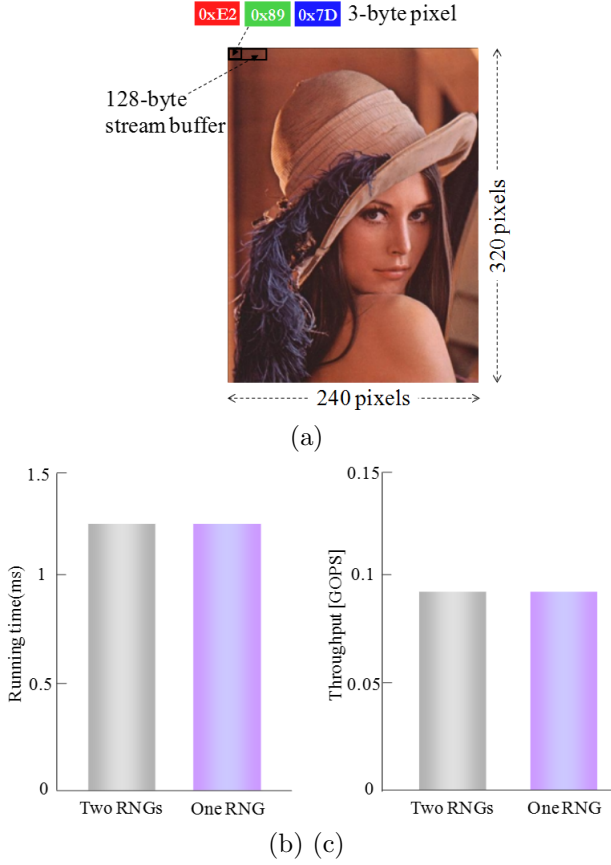 0xE2 0x89 0x7D 3-byte pixel
128-byte
stream buffer
320 pixels
240 pixels
(a)
1.5
1
0.5
0
Running time(ms)
Two RNGs One RNG
0.15
0.1
0.05
0
Throughput [GOPS]
Two RNGs One RNG
(b) (c)